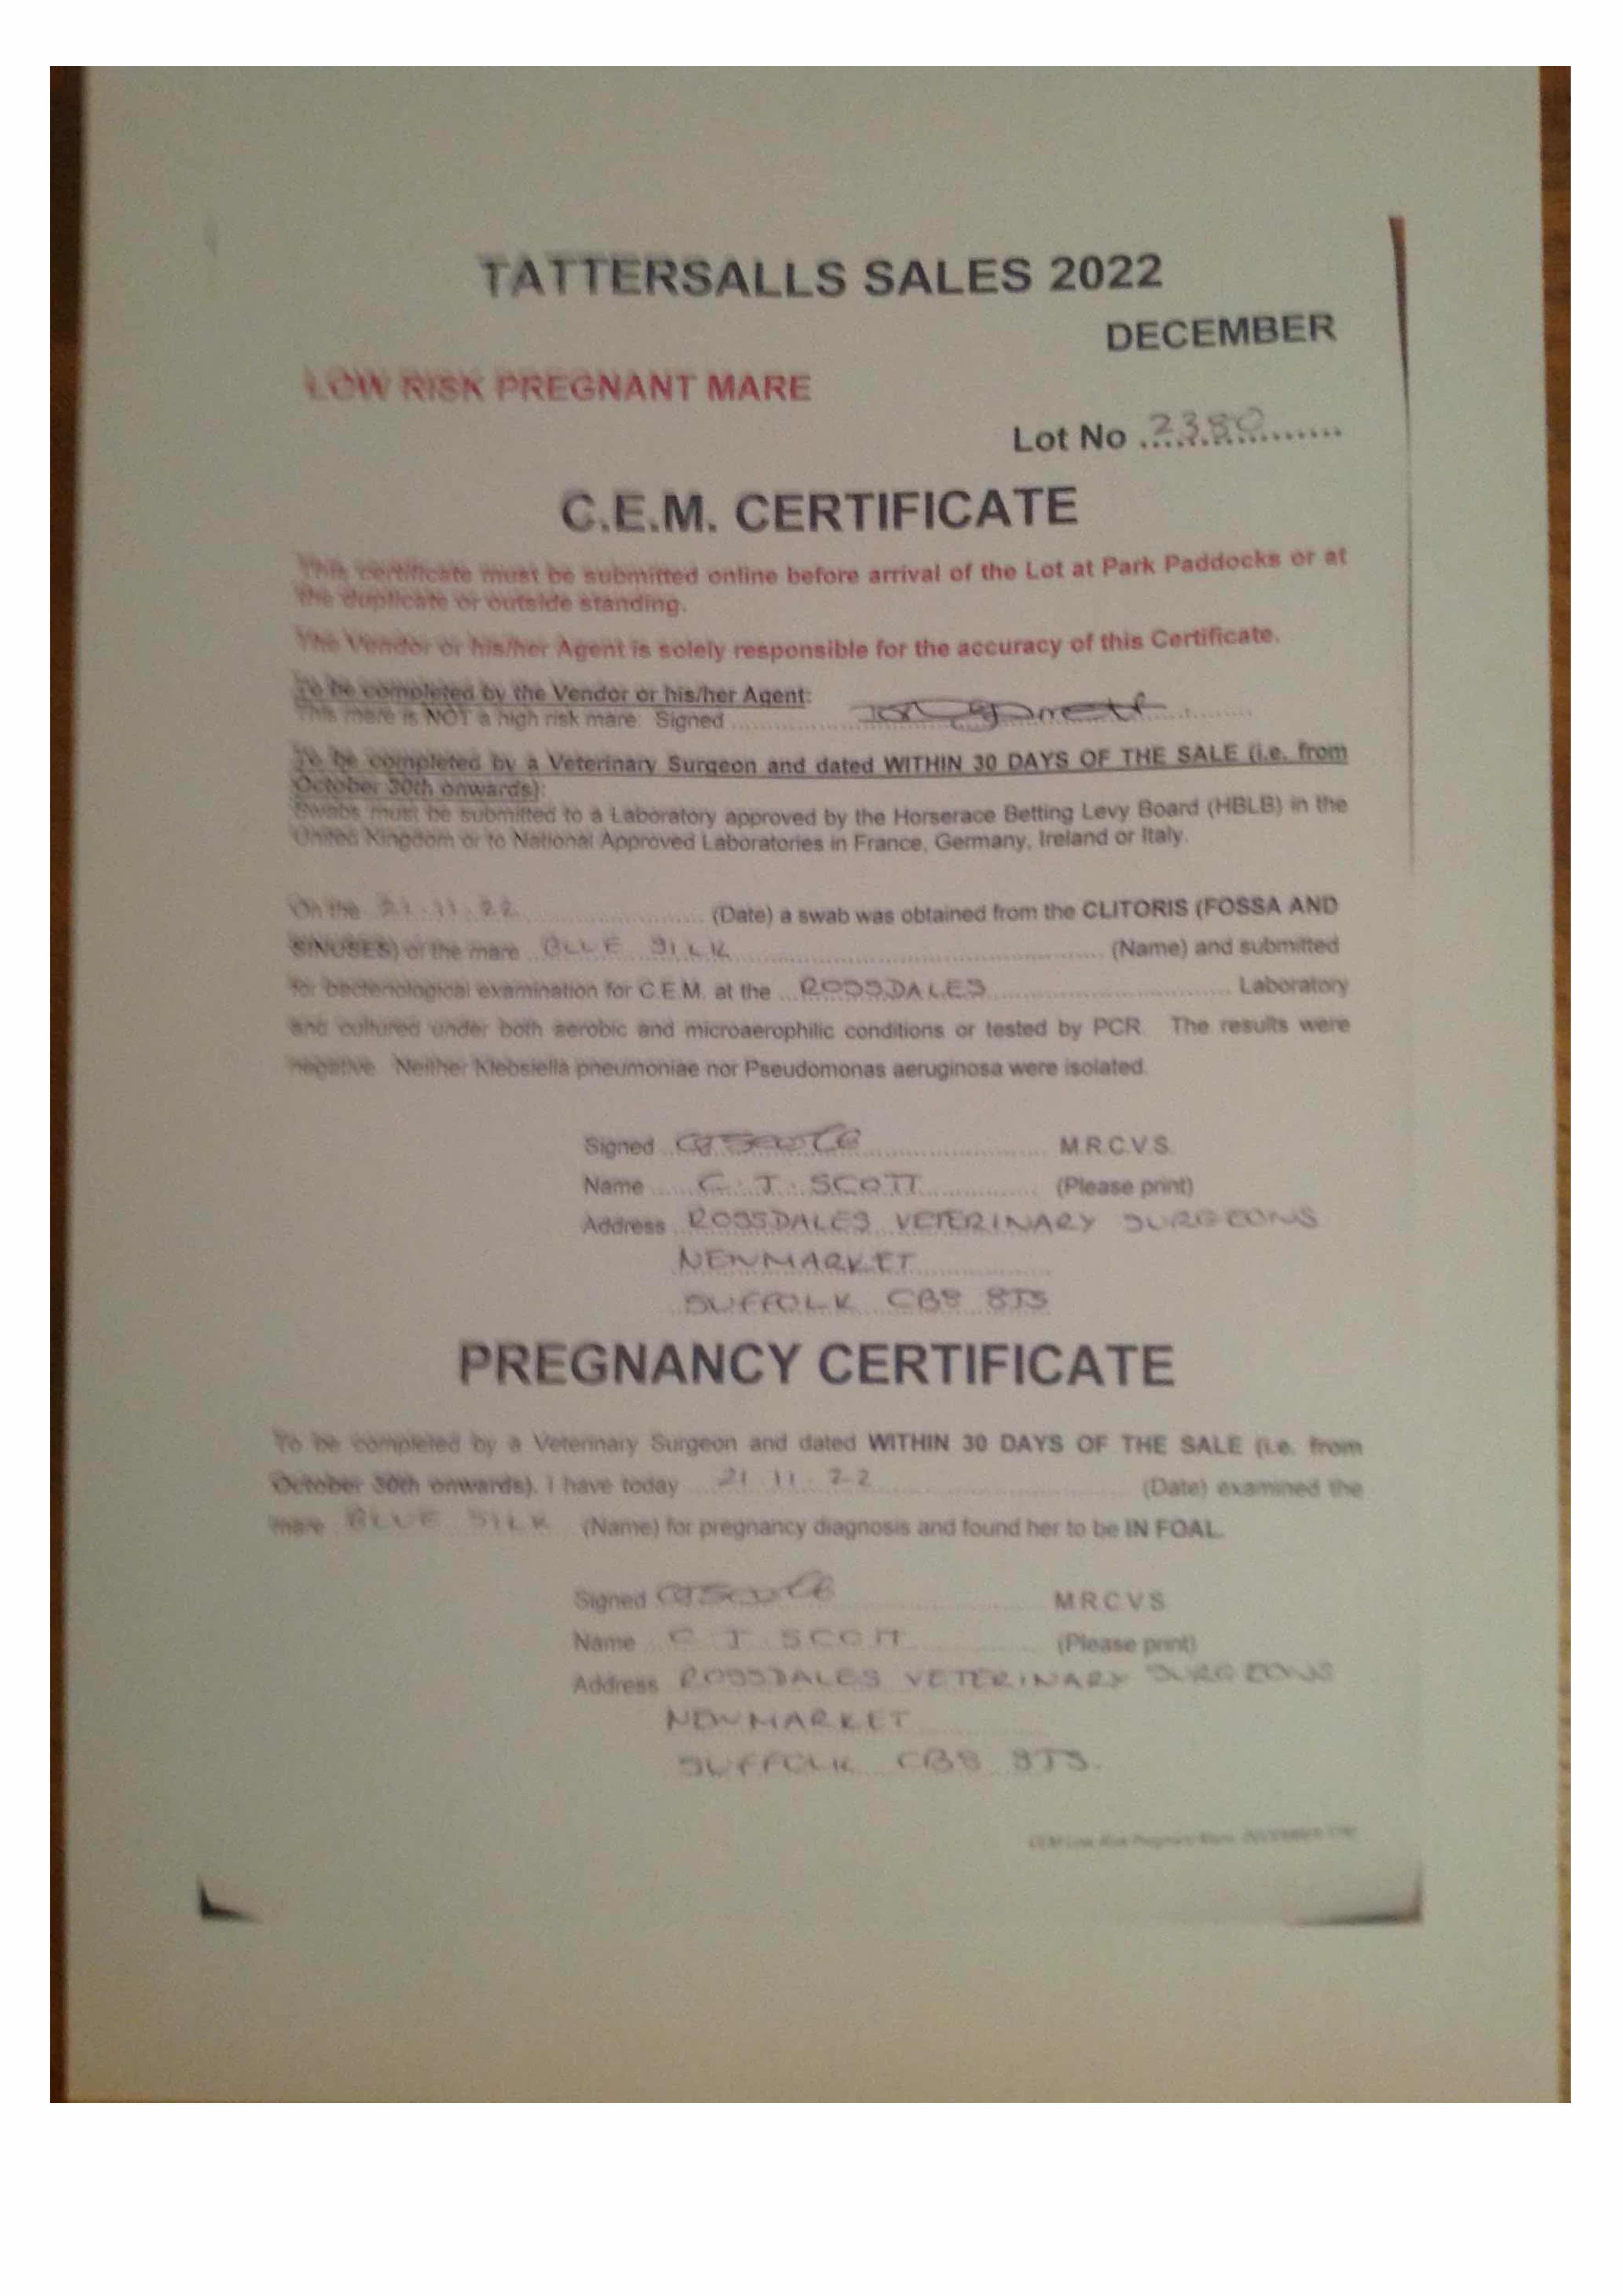 TATTERSALLS SALES 2022
DECEMBER
LOW RISK PREGNANT MARE
Lot No 2380
C.E.M. CERTIFICATE
This certificate must be submitted online before arrival of the Lot at Park Paddocks or at
the duplicate or outside standing.
The Vendor or his/her Agent is solely responsible for the accuracy of this Certificate.
To be completed by the Vendor or his/her Agent:
This mare is NOT a high risk mare: Signed
To be completed by a Veterinary Surgeon and dated WITHIN 30 DAYS OF THE SALE (i.e. from
October 30th onwards):
Swabs must be submitted to a Laboratory approved by the Horserace Betting Levy Board (HBLB) in the
United Kingdom or to National Approved Laboratories in France, Germany, Ireland or Italy.
On the 21.11.22 (Date) a swab was obtained from the CLITORIS (FOSSA AND
SINUSES) of the mare BLUE SILK (Name) and submitted
for bacteriological examination for C.E.M. at the ROSSDALES Laboratory
and cultured under both aerobic and microaerophilic conditions or tested by PCR. The results were
negative. Neither Klebsiella pneumoniae nor Pseudomonas aeruginosa were isolated.
Signed M.R.C.V.S.
Name C. J. SCOTT (Please print)
Address ROSSDALES VETERINARY SURGEONS
NEWMARKET
SUFFOLK CB8 8JS
PREGNANCY CERTIFICATE
To be completed by a Veterinary Surgeon and dated WITHIN 30 DAYS OF THE SALE (i.e. from
October 30th onwards). I have today 21.11.22 (Date) examined the
mare BLUE SILK (Name) for pregnancy diagnosis and found her to be IN FOAL.
Signed M R C V S
Name C J SCOTT (Please print)
Address ROSSDALES VETERINARY SURGEONS
NEWMARKET
SUFFOLK CB8 8JS.